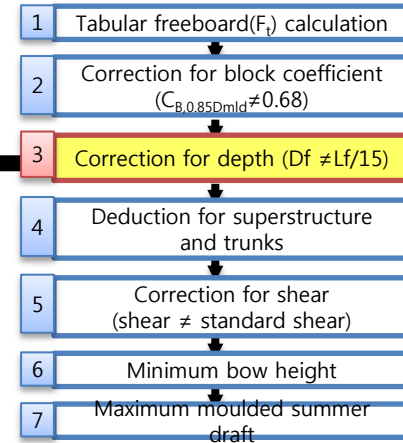 1 Tabular freeboard(Ft) calculation
2 Correction for block coefficient
(CB,0.85Dmld≠0.68)
3 Correction for depth (Df ≠Lf/15)
4 Deduction for superstructure
and trunks
5 Correction for shear
(shear ≠ standard shear)
6 Minimum bow height
7 Maximum moulded summer
draft